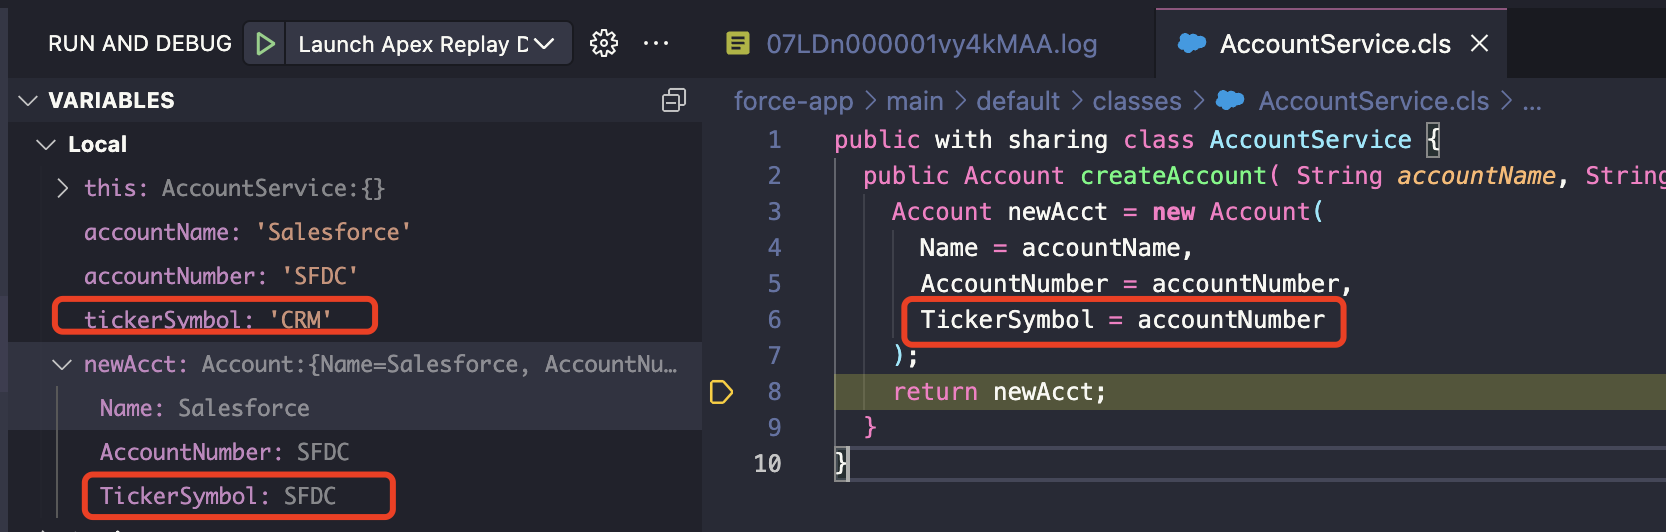 RUN AND DEBUG
Launch Apex Replay D
...
VARIABLES
Local
this: AccountService:{}
accountName: 'Salesforce'
accountNumber: 'SFDC'
tickerSymbol: 'CRM'
newAcct: Account:{Name=Salesforce, AccountNu…
Name: Salesforce
AccountNumber: SFDC
TickerSymbol: SFDC
07LDn000001vy4kMAA.log
AccountService.cls
force-app > main > default > classes > AccountService.cls > ...
1 public with sharing class AccountService {
2 public Account createAccount( String accountName, String
3 Account newAcct = new Account(
4 Name = accountName,
5 AccountNumber = accountNumber,
6 TickerSymbol = accountNumber
7 );
8 return newAcct;
9 }
10 }